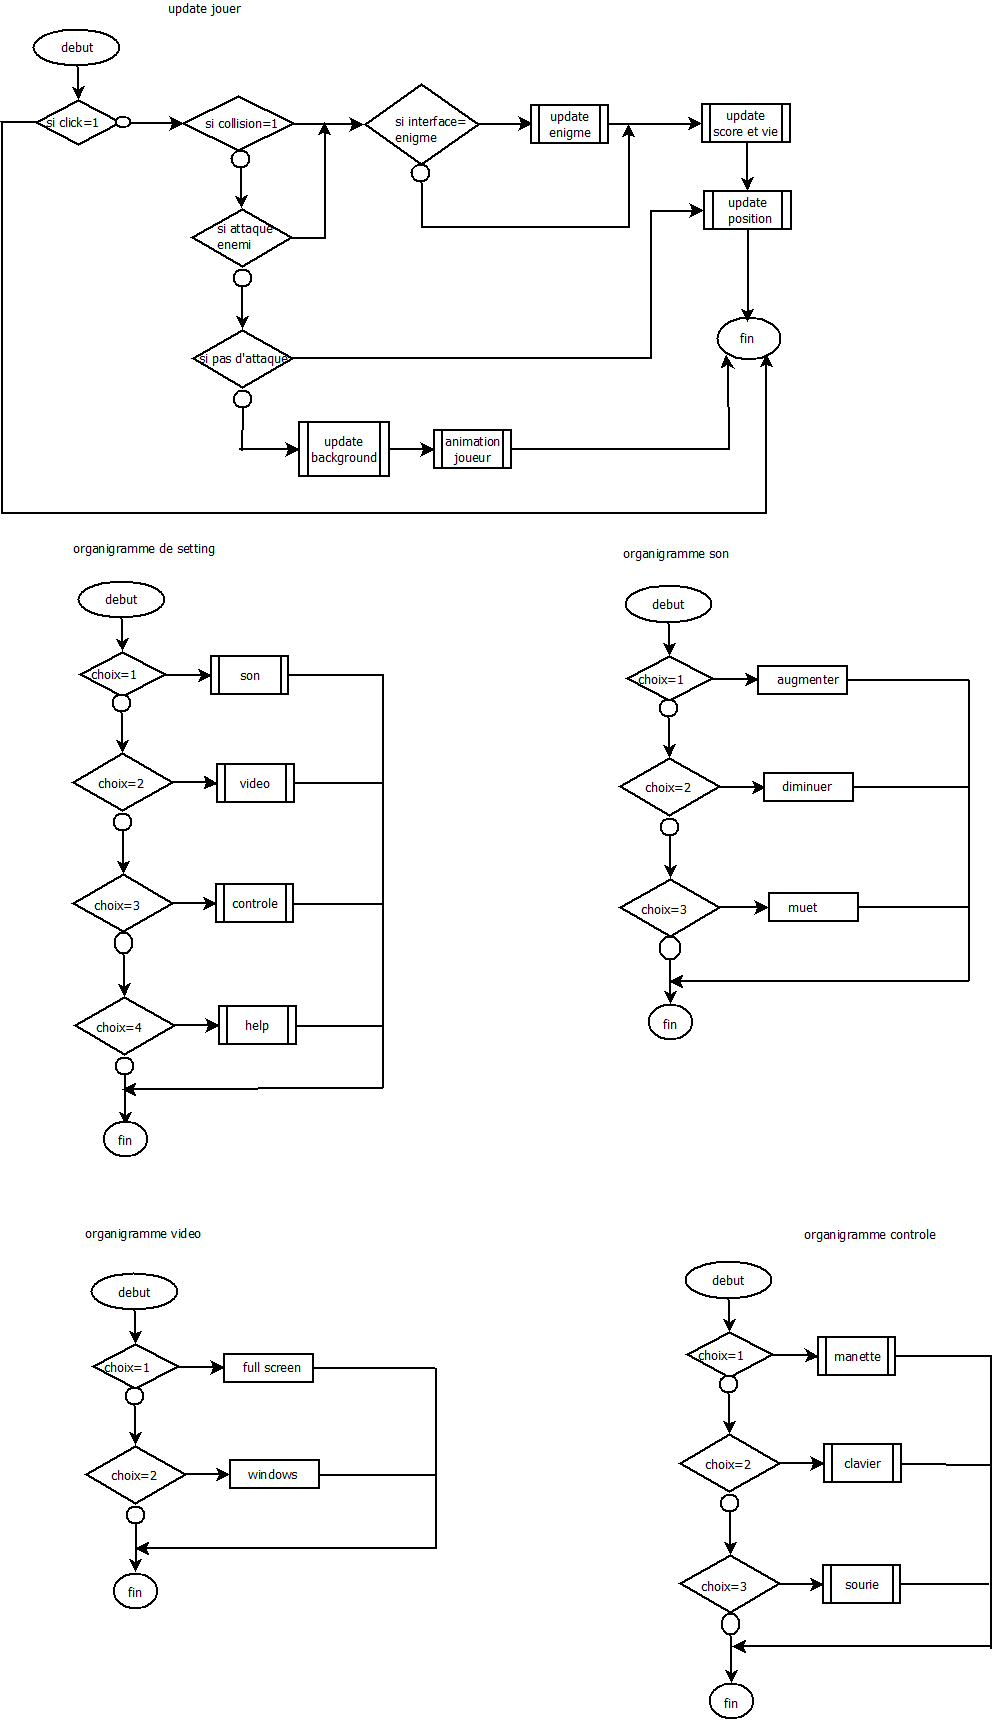 update jouer
debut
si click=1
si collision=1
si interface=
enigme
update
enigme
update
score et vie
si attaque
enemi
update
position
si pas d'attaque
fin
update
background
animation
joueur
organigramme de setting
debut
choix=1
son
choix=2
video
choix=3
controle
choix=4
help
fin
organigramme son
debut
choix=1
augmenter
choix=2
diminuer
choix=3
muet
fin
organigramme video
debut
choix=1
full screen
choix=2
windows
fin
organigramme controle
debut
choix=1
manette
choix=2
clavier
choix=3
sourie
fin